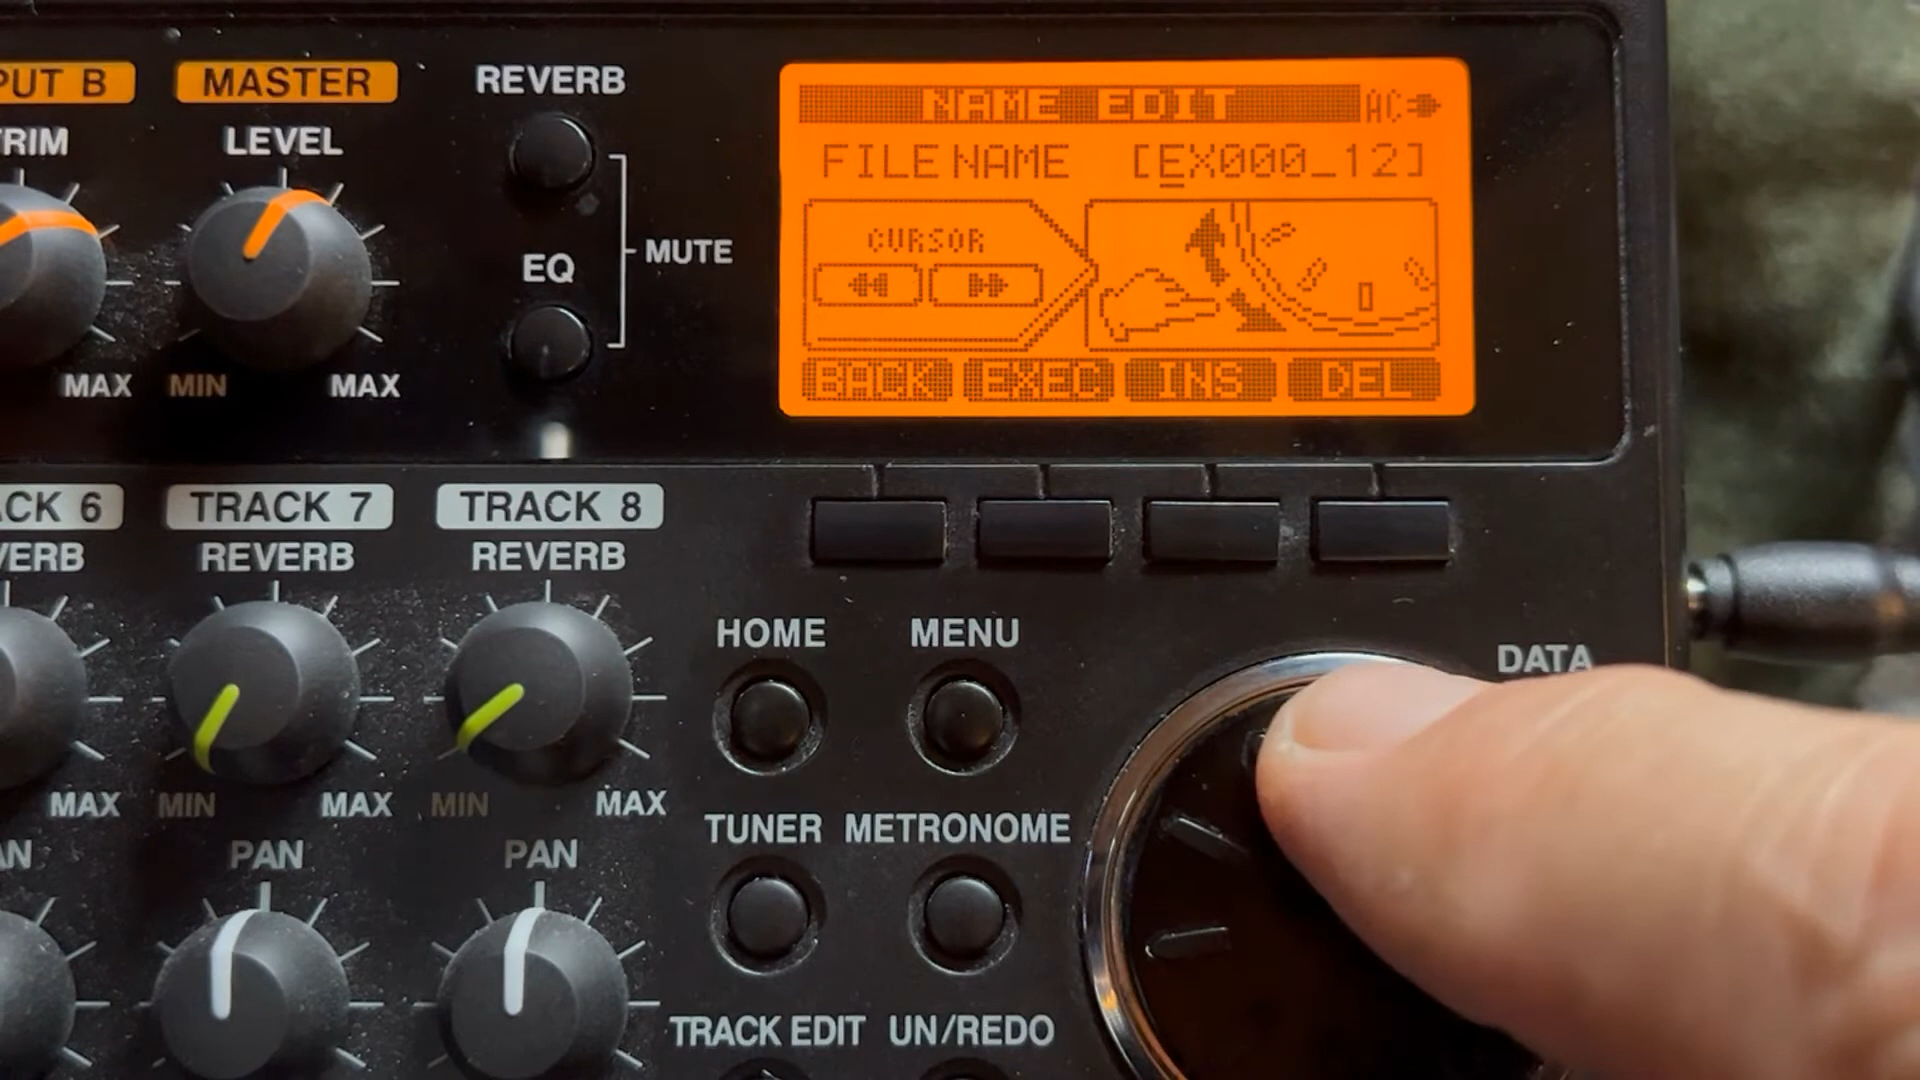 PUT B
MASTER
REVERB
NAME EDIT AC
TRIM
LEVEL
FILE NAME [EX000_12]
EQ
MUTE
CURSOR
MAX
MIN
MAX
BACK
EXEC
INS
DEL
ACK 6
TRACK 7
TRACK 8
VERB
REVERB
REVERB
HOME
MENU
DATA
MAX
MIN
MAX
MIN
MAX
TUNER
METRONOME
AN
PAN
PAN
TRACK EDIT
UN/REDO